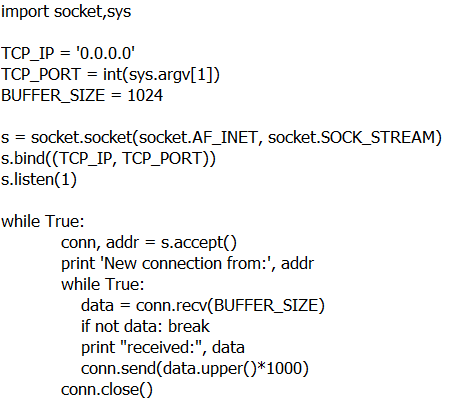 import socket,sys

TCP_IP = '0.0.0.0'
TCP_PORT = int(sys.argv[1])
BUFFER_SIZE = 1024

s = socket.socket(socket.AF_INET, socket.SOCK_STREAM)
s.bind((TCP_IP, TCP_PORT))
s.listen(1)

while True:
        conn, addr = s.accept()
        print 'New connection from:', addr
        while True:
            data = conn.recv(BUFFER_SIZE)
            if not data: break
            print "received:", data
            conn.send(data.upper()*1000)
        conn.close()